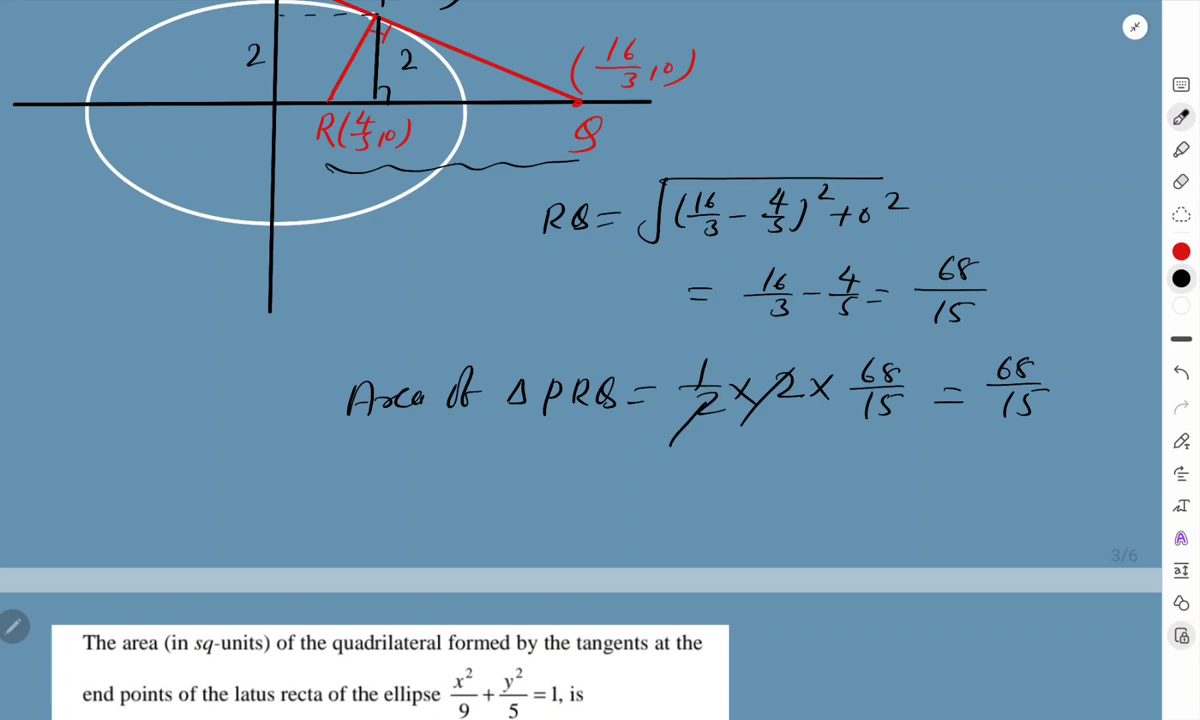 2
2
(16/3, 0)
R(4/5, 0)
Q
RQ = √((16/3 - 4/5)² + 0²
= 16/3 - 4/5 = 68/15
Area of Δ PRQ = 1/2 × 2 × 68/15 = 68/15
3/6
The area (in sq-units) of the quadrilateral formed by the tangents at the
end points of the latus recta of the ellipse x²/9 + y²/5 = 1, is